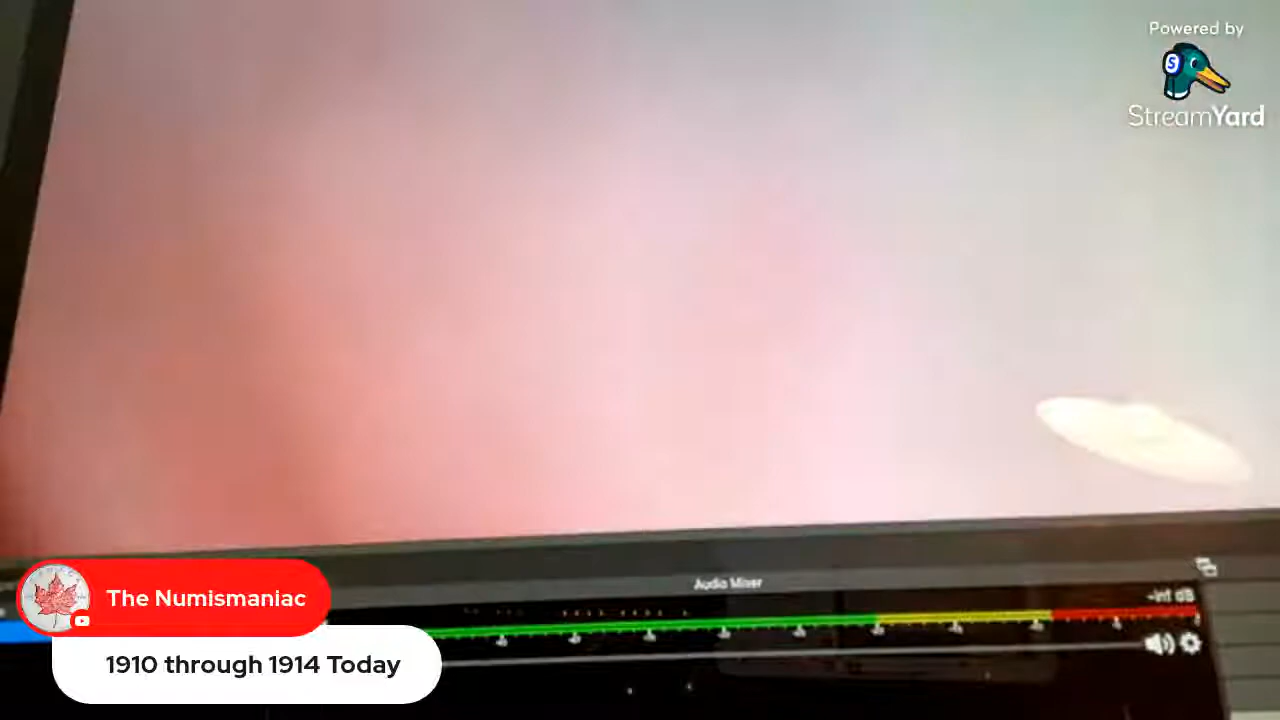 Powered by
StreamYard
Audio Mixer
-inf dB
The Numismaniac
1910 through 1914 Today